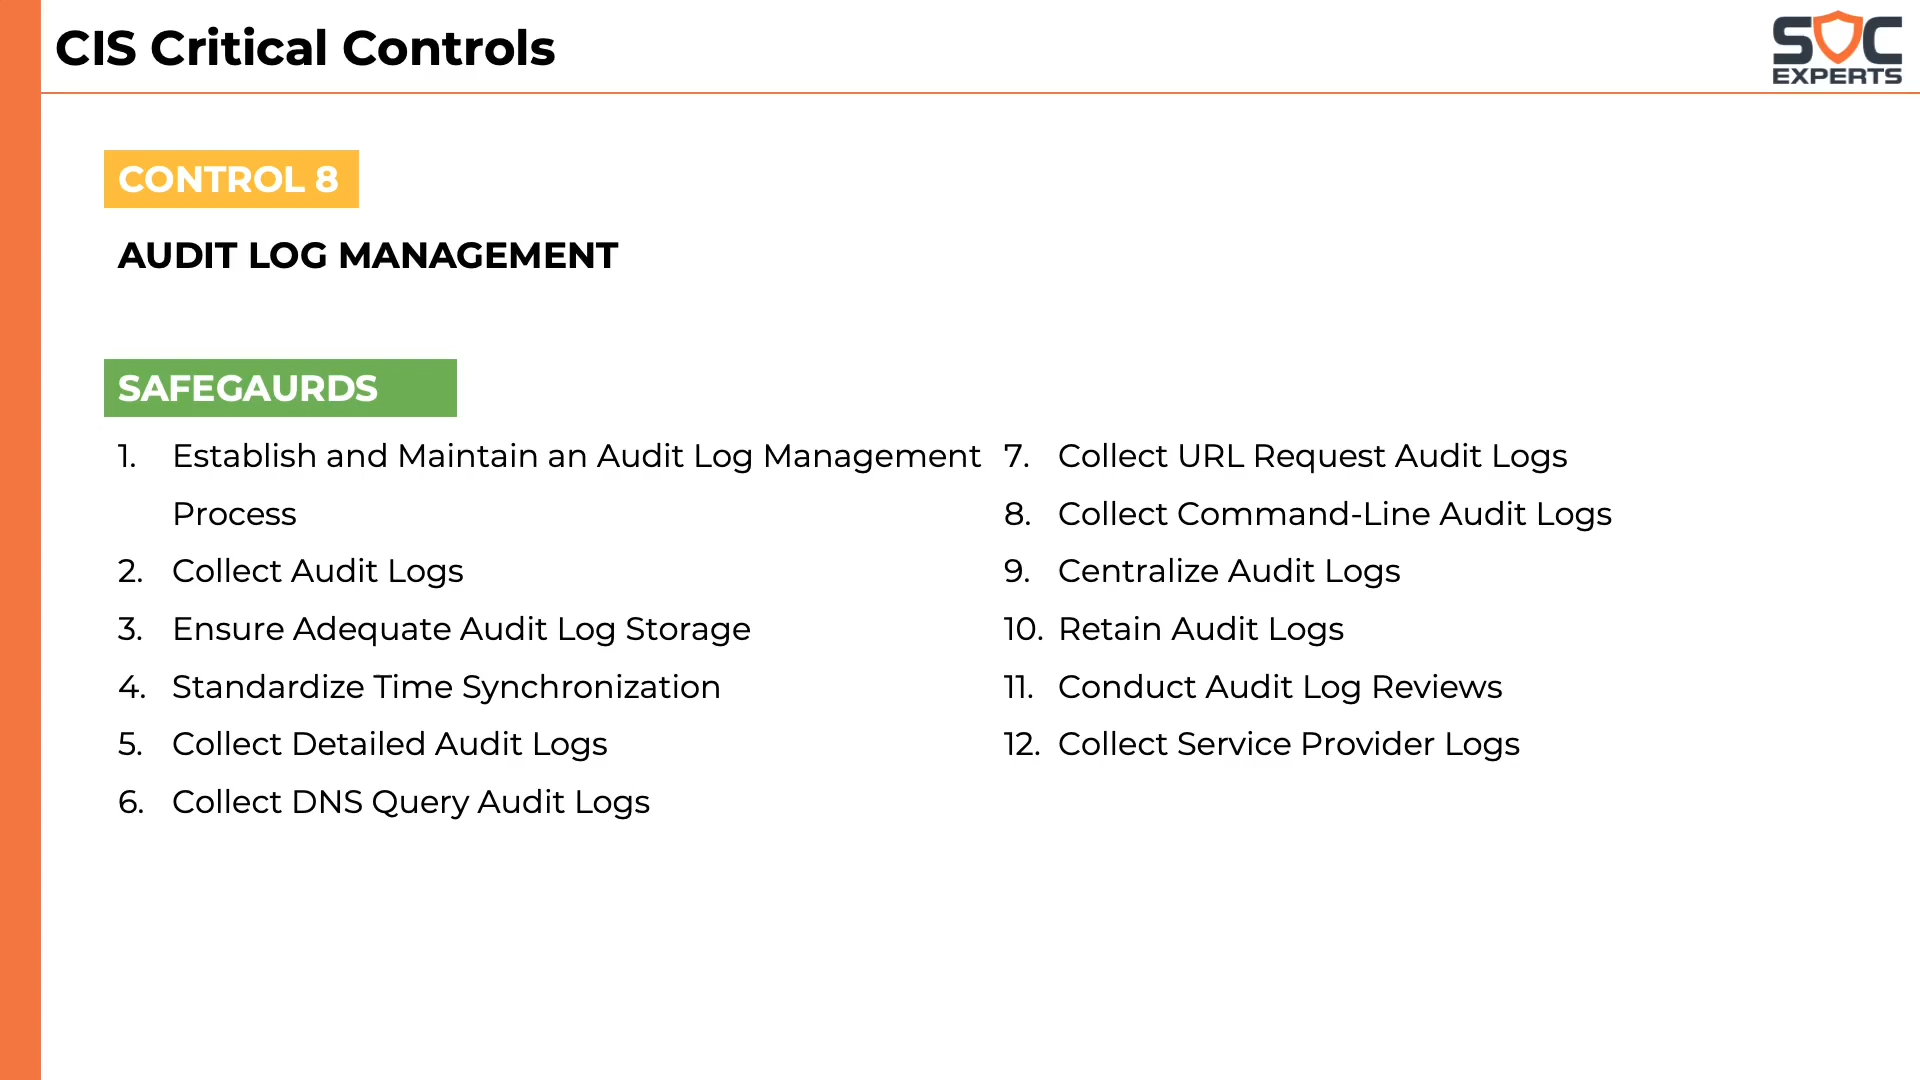 CIS Critical Controls
SOC
EXPERTS
CONTROL 8
AUDIT LOG MANAGEMENT
SAFEGAURDS
1. Establish and Maintain an Audit Log Management
Process
2. Collect Audit Logs
3. Ensure Adequate Audit Log Storage
4. Standardize Time Synchronization
5. Collect Detailed Audit Logs
6. Collect DNS Query Audit Logs
7. Collect URL Request Audit Logs
8. Collect Command-Line Audit Logs
9. Centralize Audit Logs
10. Retain Audit Logs
11. Conduct Audit Log Reviews
12. Collect Service Provider Logs